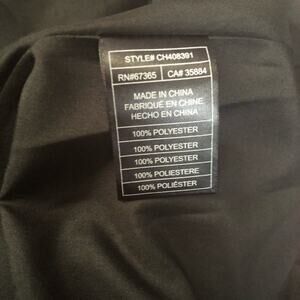 STYLE# CH408391
RN#67365 CA# 35884
MADE IN CHINA
FABRIQUÉ EN CHINE
HECHO EN CHINA
100% POLYESTER
100% POLYESTER
100% POLYESTER
100% POLIESTERE
100% POLIÉSTER